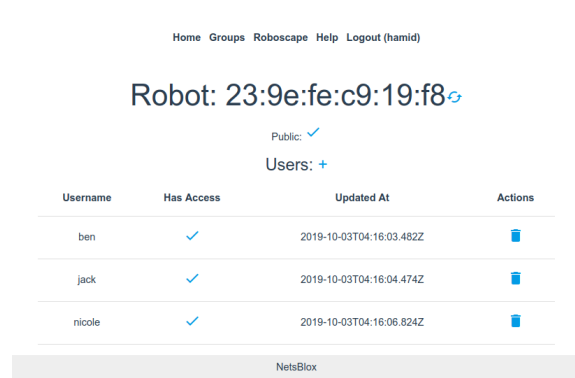 Home Groups Roboscape Help Logout (hamid)
Robot: 23:9e:fe:c9:19:f8
Public:
Users: +
Username Has Access Updated At Actions
ben 2019-10-03T04:16:03.482Z
jack 2019-10-03T04:16:04.474Z
nicole 2019-10-03T04:16:06.824Z
NetsBlox